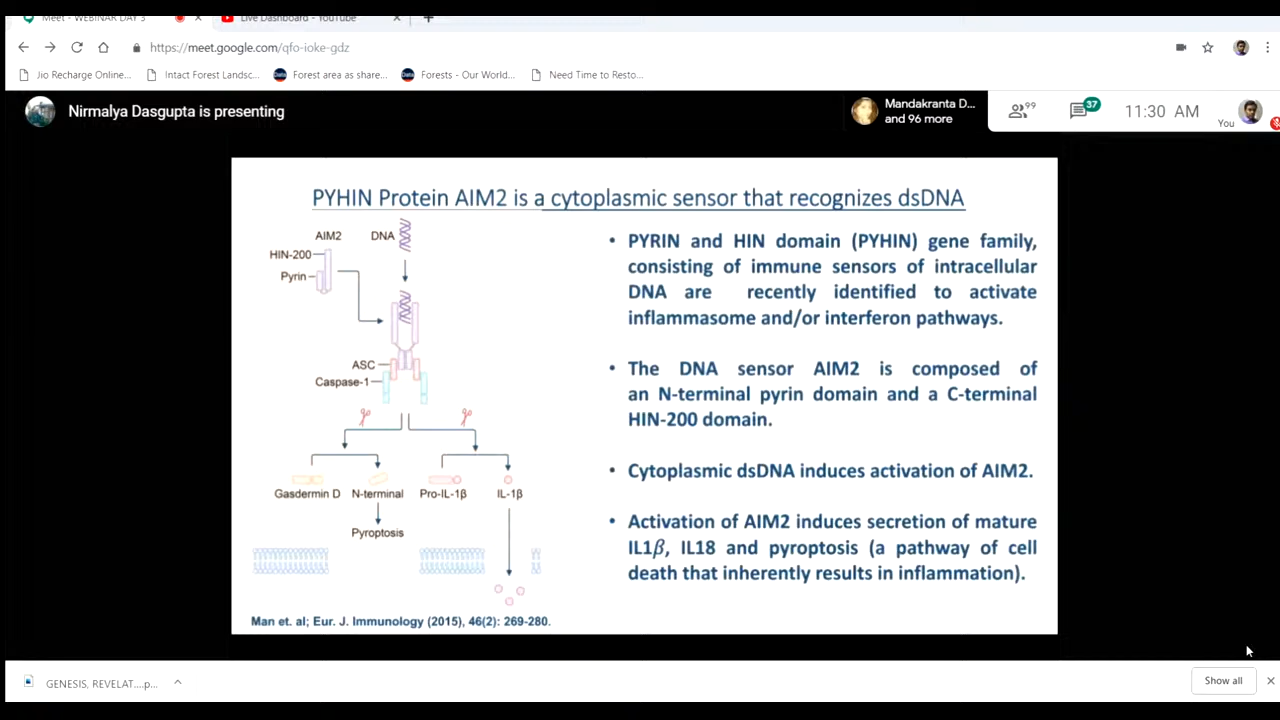 Meet - WEBINAR DAY 3
Live Dashboard - YouTube
https://meet.google.com/qfo-ioke-gdz
Jio Recharge Online...
Intact Forest Landsc...
Forest area as share...
Forests - Our World...
Need Time to Resto...
Nirmalya Dasgupta is presenting
Mandakranta D...
and 96 more
99
37
11:30 AM
You
PYHIN Protein AIM2 is a cytoplasmic sensor that recognizes dsDNA
AIM2
DNA
HIN-200
Pyrin
ASC
Caspase-1
Gasdermin D
N-terminal
Pro-IL-1β
IL-1β
Pyroptosis
Man et. al; Eur. J. Immunology (2015), 46(2): 269-280.
• PYRIN and HIN domain (PYHIN) gene family,
consisting of immune sensors of intracellular
DNA are recently identified to activate
inflammasome and/or interferon pathways.
• The DNA sensor AIM2 is composed of
an N-terminal pyrin domain and a C-terminal
HIN-200 domain.
• Cytoplasmic dsDNA induces activation of AIM2.
• Activation of AIM2 induces secretion of mature
IL1β, IL18 and pyroptosis (a pathway of cell
death that inherently results in inflammation).
GENESIS, REVELAT....p...
Show all